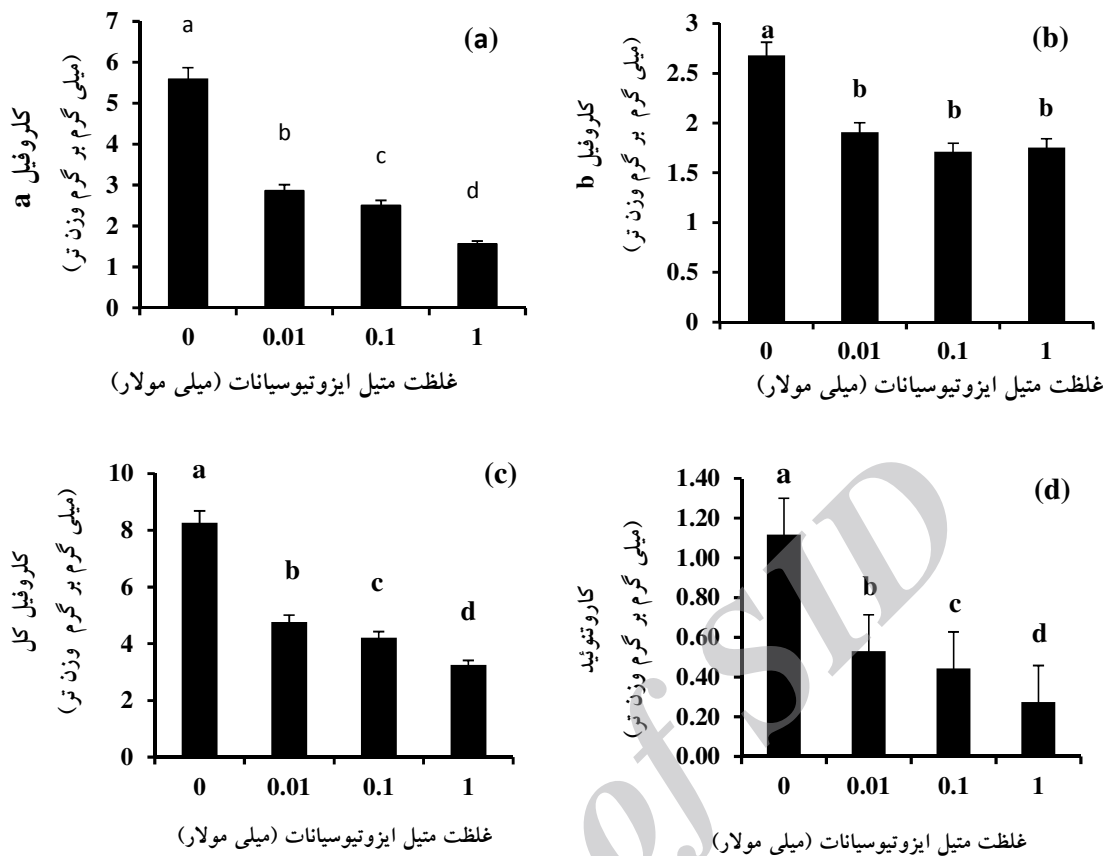 (a)
7
6
5
4
3
2
1
0
a
b
c
d
0 0.01 0.1 1
کلروفیل a
(میلی گرم بر گرم وزن تر)
غلظت متیل ایزوتیوسیانات (میلی مولار)
(b)
3
2.5
2
1.5
1
0.5
0
a
b
b
b
0 0.01 0.1 1
کلروفیل b
(میلی گرم بر گرم وزن تر)
غلظت متیل ایزوتیوسیانات (میلی مولار)
(c)
10
8
6
4
2
0
a
b
c
d
0 0.01 0.1 1
کلروفیل کل
(میلی گرم بر گرم وزن تر)
غلظت متیل ایزوتیوسیانات (میلی مولار)
(d)
1.40
1.20
1.00
0.80
0.60
0.40
0.20
0.00
a
b
c
d
0 0.01 0.1 1
کاروتنوئید
(میلی گرم بر گرم وزن تر)
غلظت متیل ایزوتیوسیانات (میلی مولار)
of SID